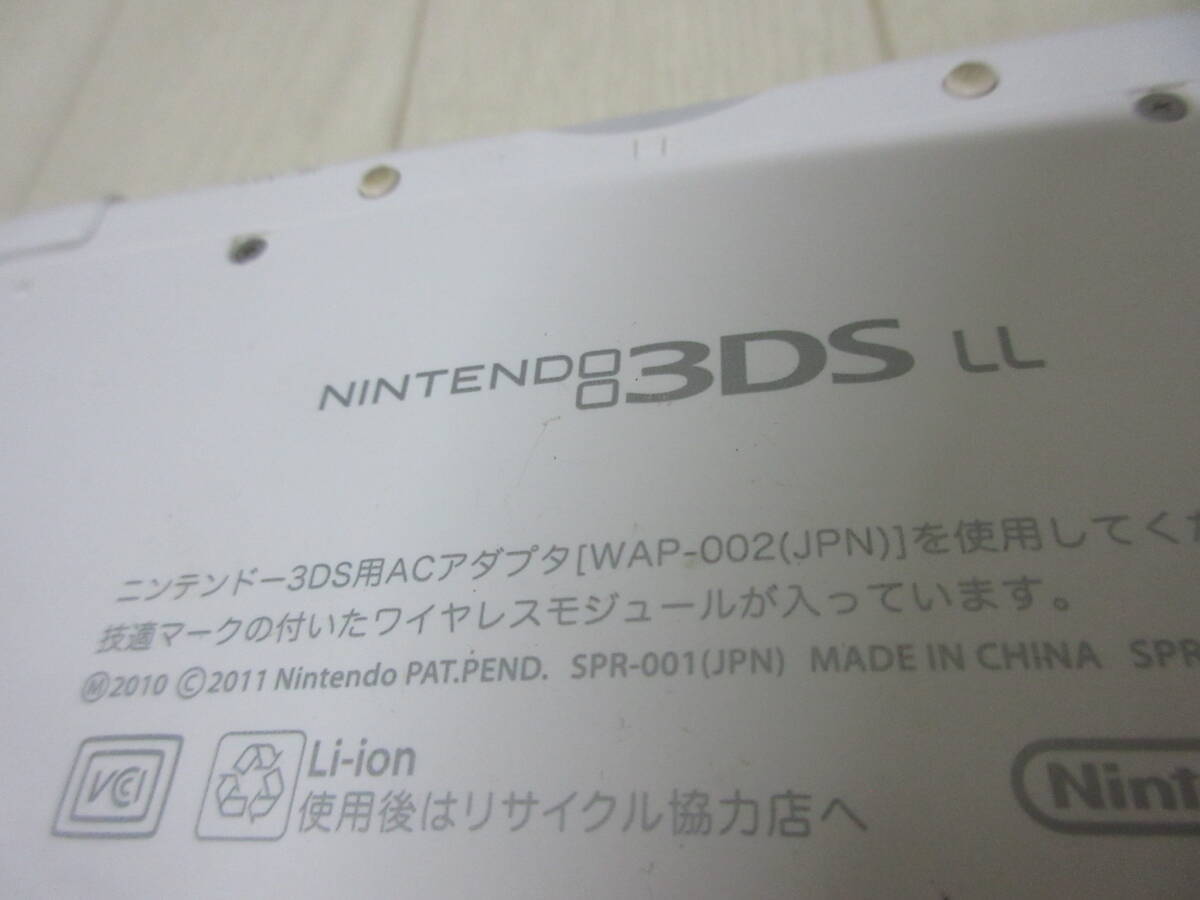 NINTENDO 3DS LL
ニンテンドー3DS用ACアダプタ[WAP-002(JPN)]を使用してくだ
技適マークの付いたワイヤレスモジュールが入っています。
Ⓜ2010 ©2011 Nintendo PAT.PEND. SPR-001(JPN) MADE IN CHINA SPR
VCCI
Li-ion
使用後はリサイクル協力店へ
Nint